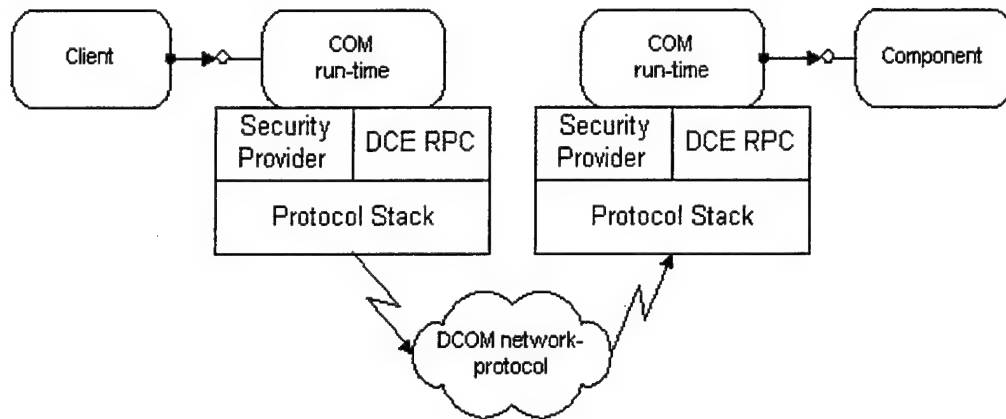 Client
COM
run-time
COM
run-time
Component
Security
Provider
DCE RPC
Security
Provider
DCE RPC
Protocol Stack
Protocol Stack
DCOM network-
protocol